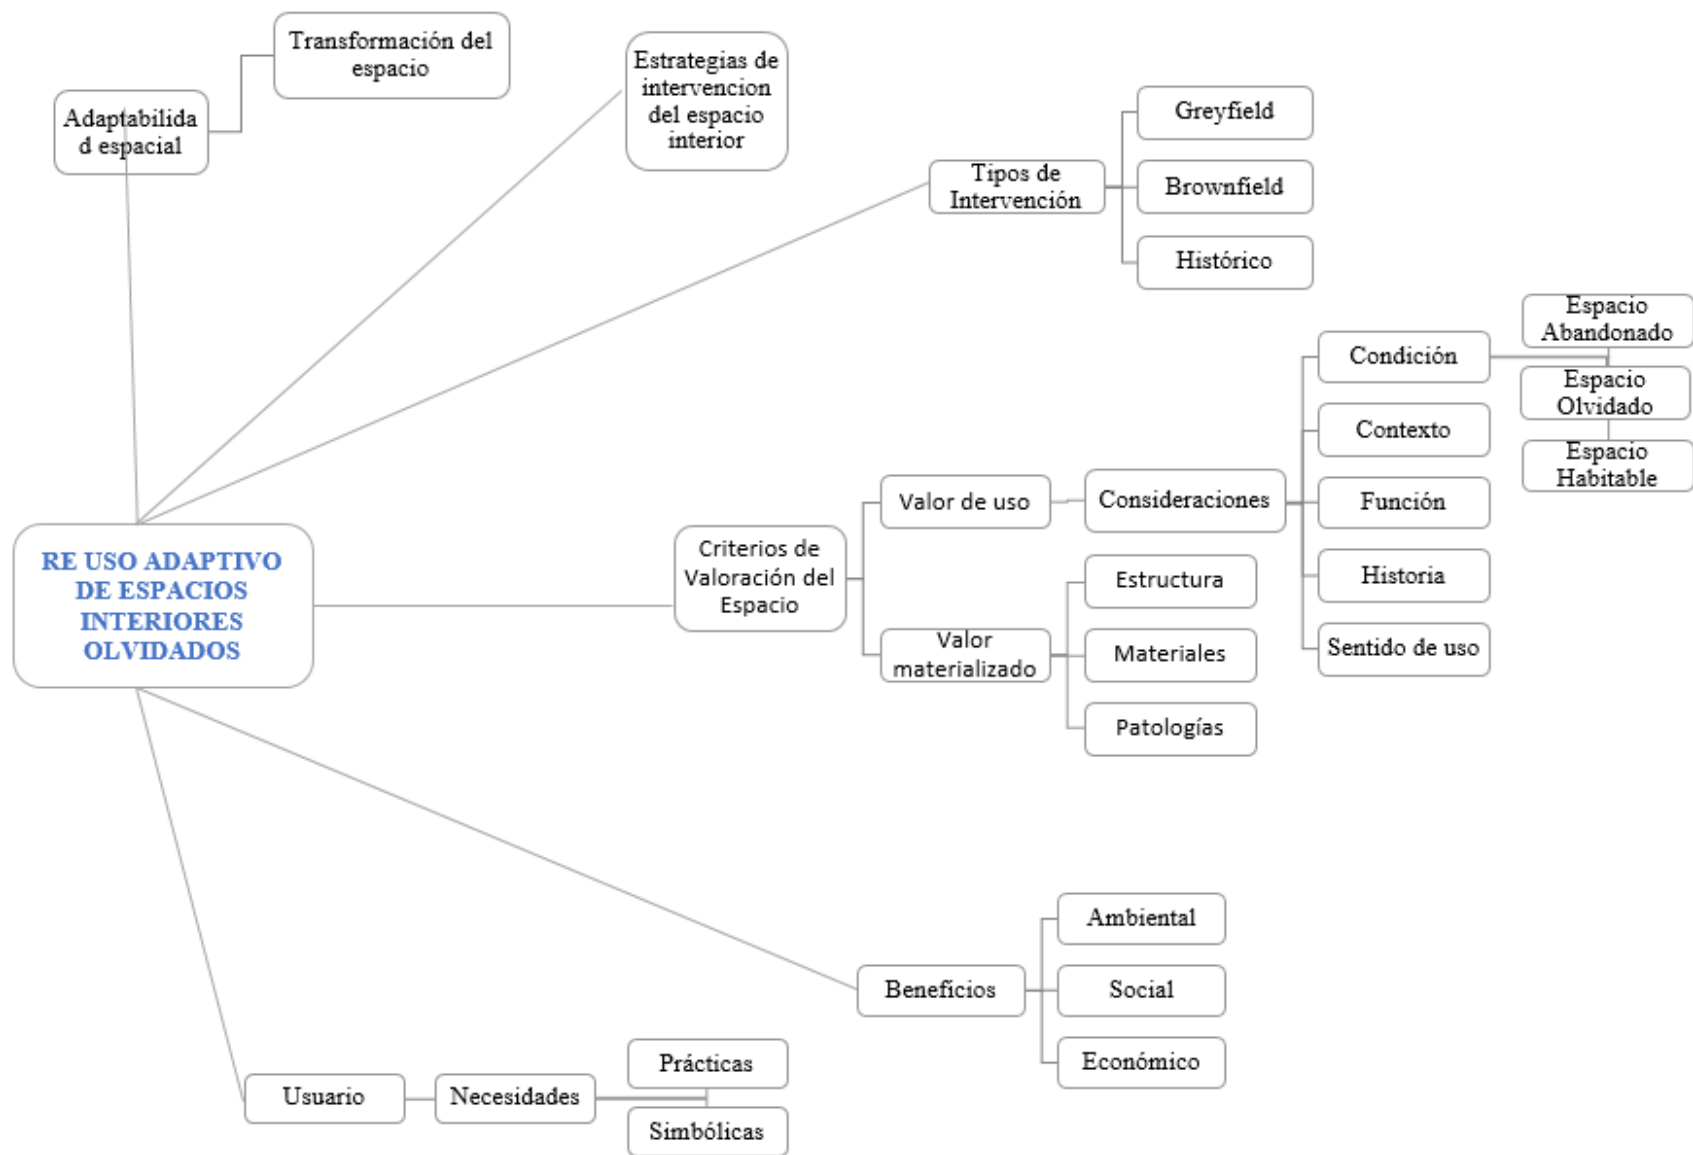 Transformación del
espacio
Adaptabilida
d espacial
Estrategias de
intervencion
del espacio
interior
Tipos de
Intervención
Greyfield
Brownfield
Histórico
RE USO ADAPTIVO
DE ESPACIOS
INTERIORES
OLVIDADOS
Criterios de
Valoración del
Espacio
Valor de uso
Consideraciones
Condición
Espacio
Abandonado
Espacio
Olvidado
Espacio
Habitable
Contexto
Función
Historia
Sentido de uso
Valor
materializado
Estructura
Materiales
Patologías
Beneficios
Ambiental
Social
Económico
Usuario
Necesidades
Prácticas
Simbólicas